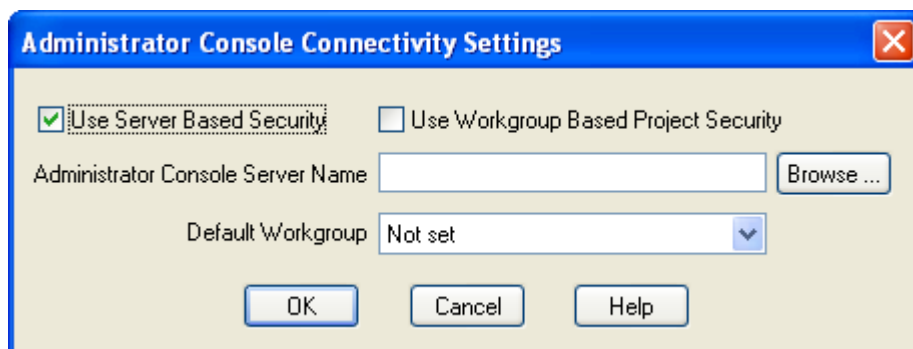 Administrator Console Connectivity Settings
Use Server Based Security Use Workgroup Based Project Security
Administrator Console Server Name Browse ...
Default Workgroup Not set
OK Cancel Help